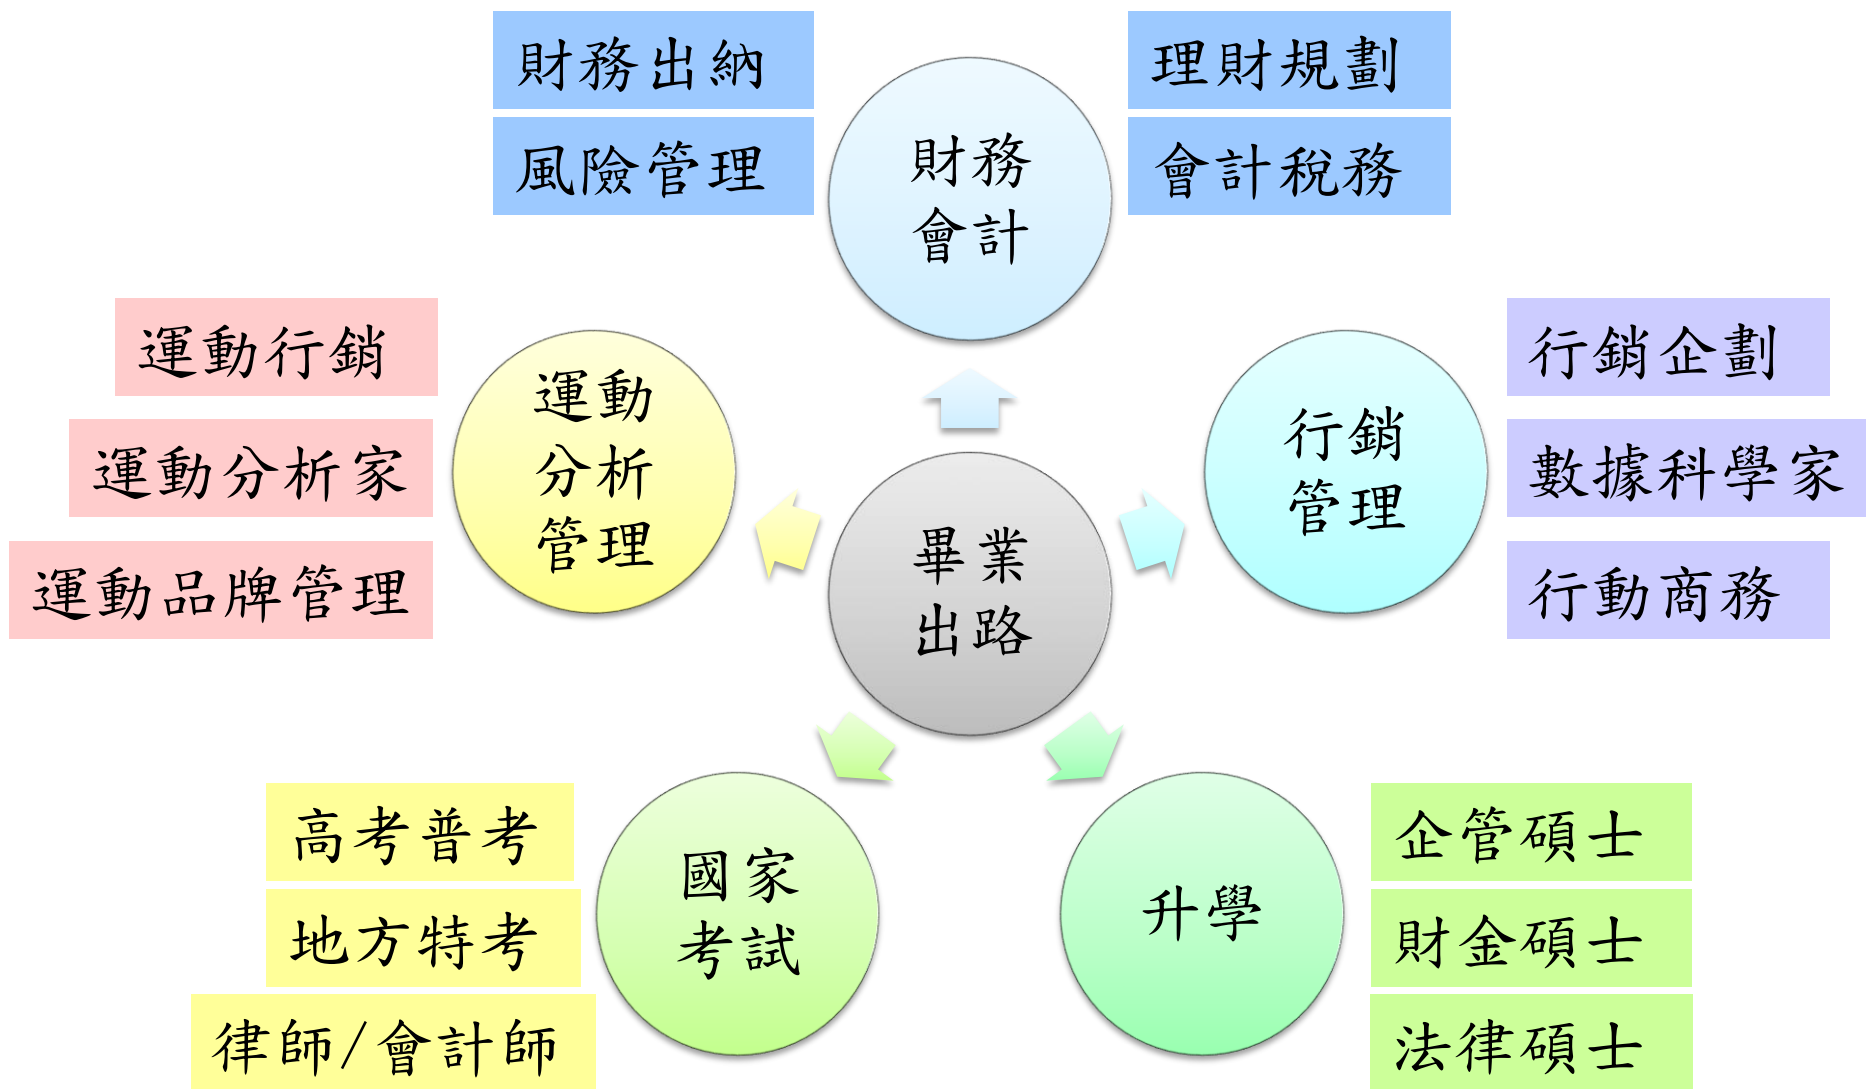 財務出納
風險管理
財務
會計
理財規劃
會計稅務
運動行銷
運動分析家
運動品牌管理
運動
分析
管理
行銷
管理
行銷企劃
數據科學家
行動商務
畢業
出路
高考普考
地方特考
律師/會計師
國家
考試
升學
企管碩士
財金碩士
法律碩士